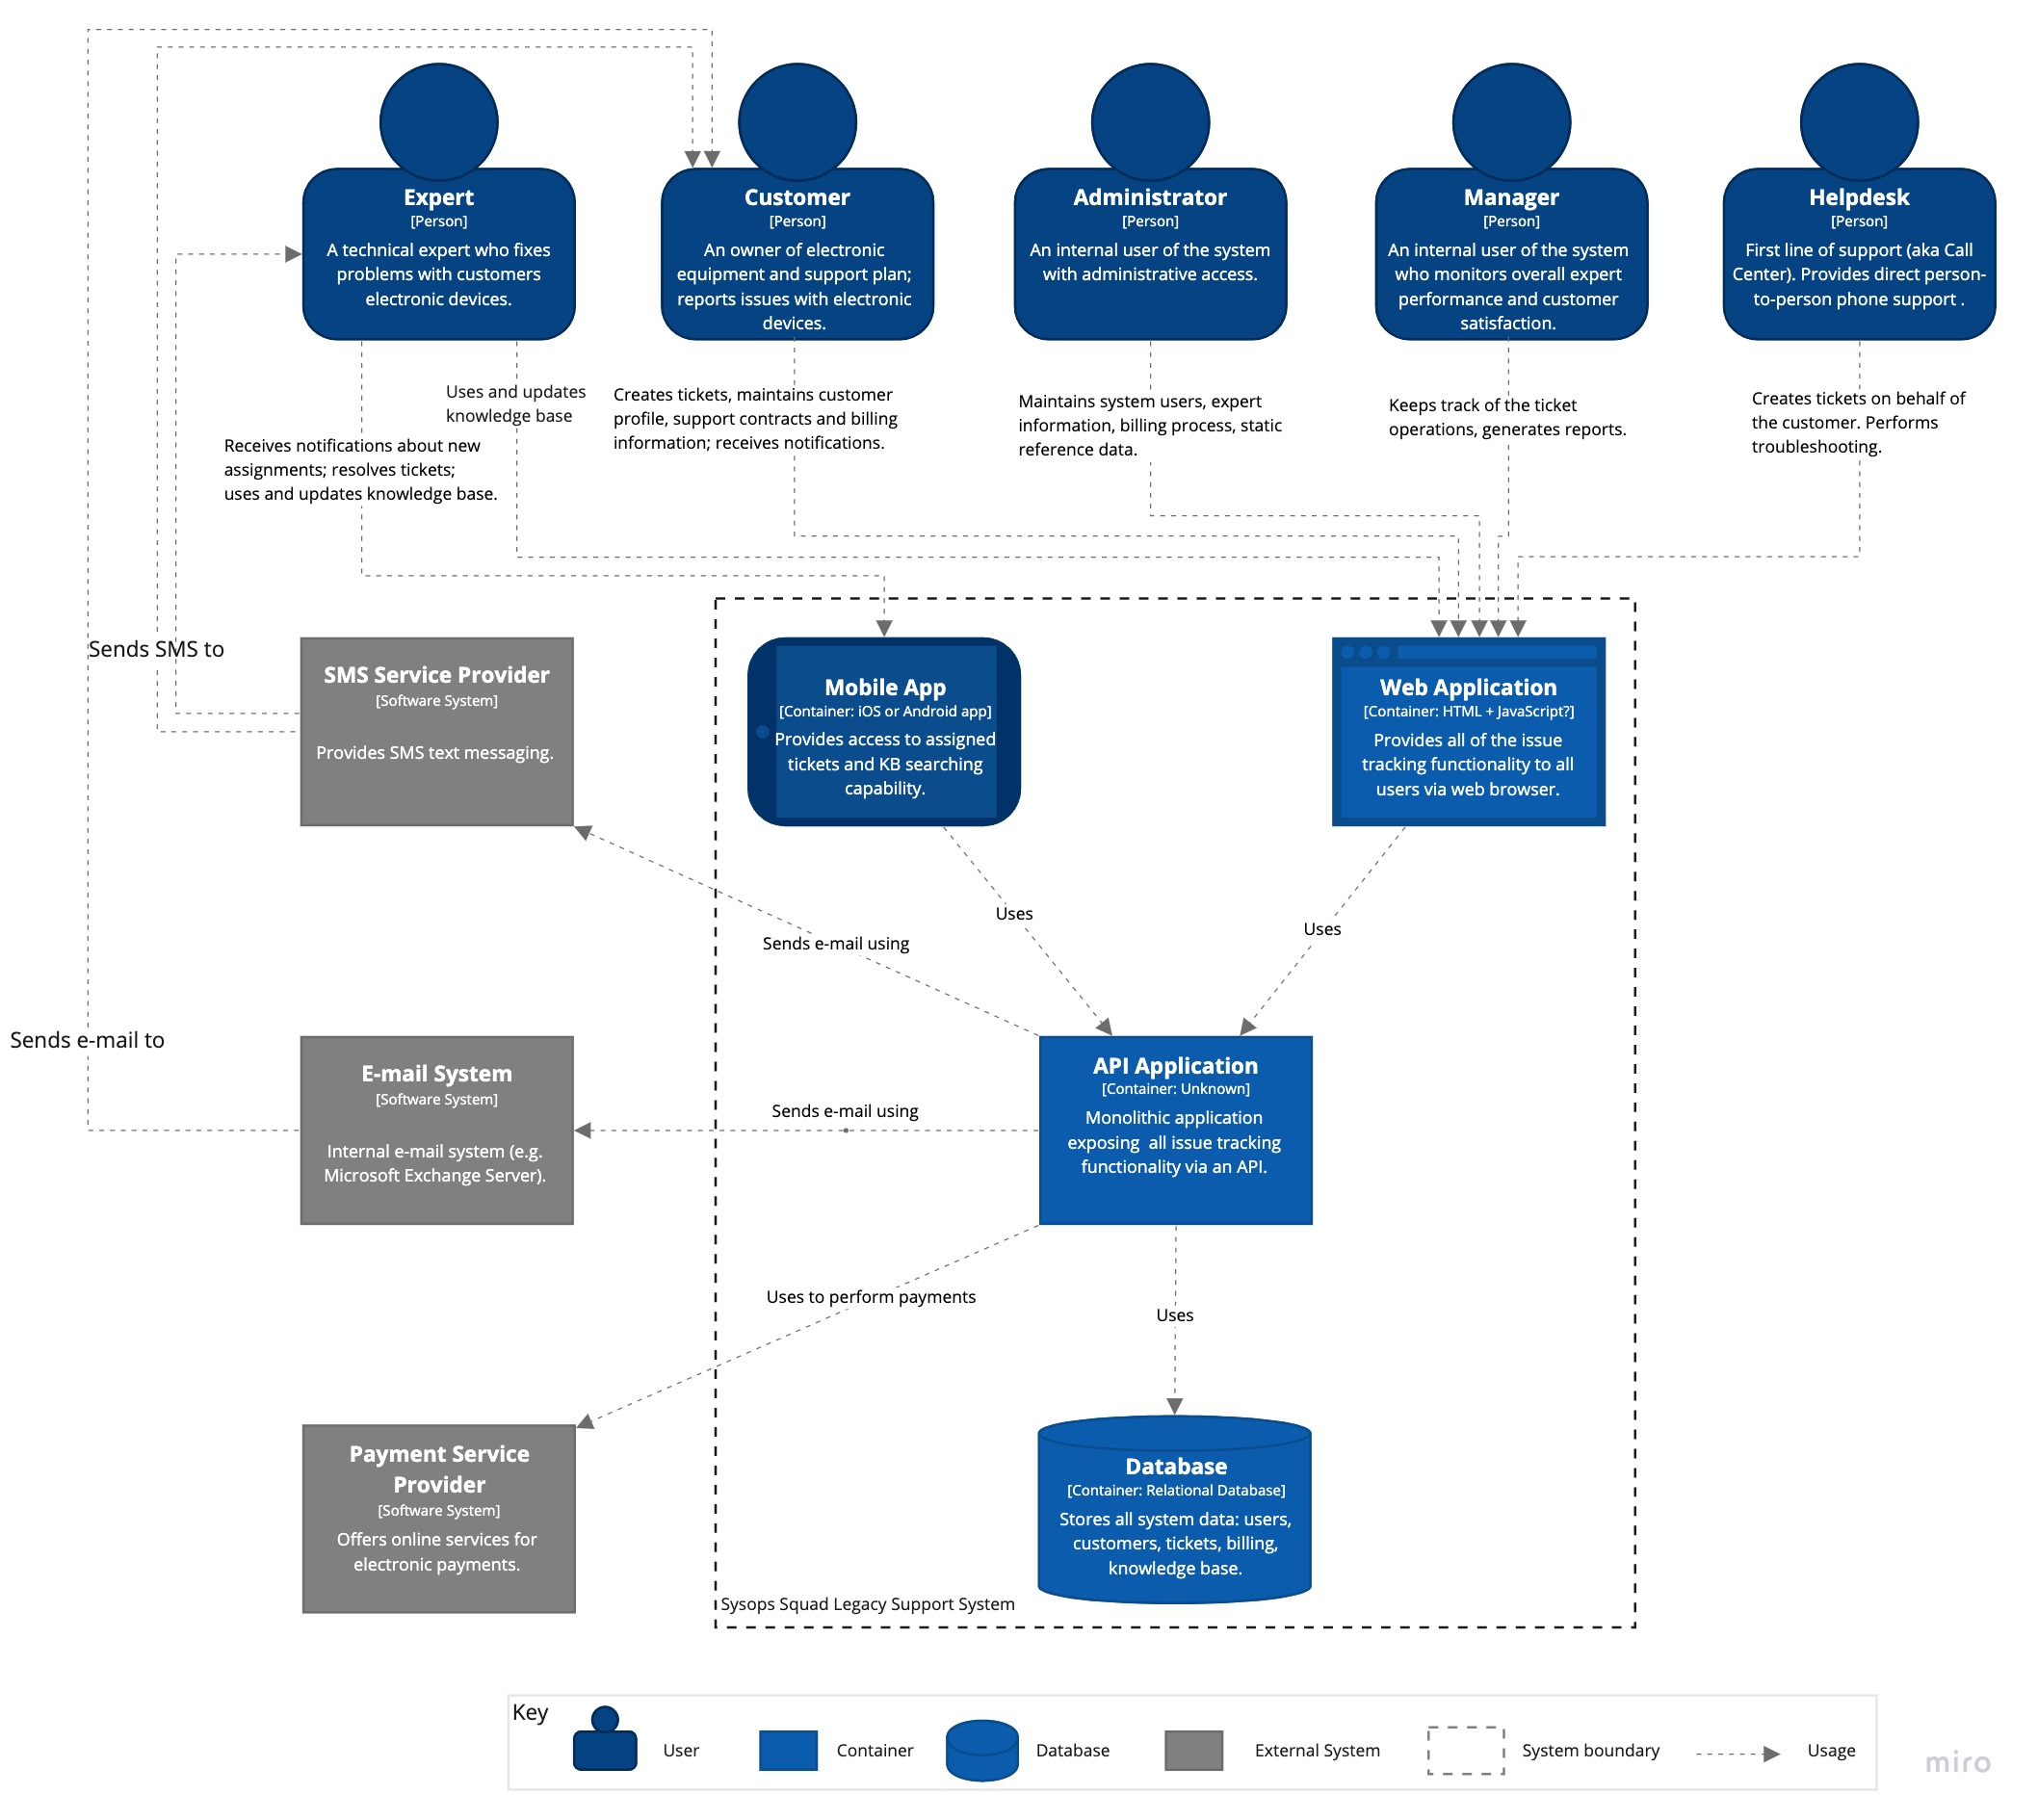 Expert
[Person]
A technical expert who fixes
problems with customers
electronic devices.
Customer
[Person]
An owner of electronic
equipment and support plan;
reports issues with electronic
devices.
Administrator
[Person]
An internal user of the system
with administrative access.
Manager
[Person]
An internal user of the system
who monitors overall expert
performance and customer
satisfaction.
Helpdesk
[Person]
First line of support (aka Call
Center). Provides direct person-
to-person phone support .
Uses and updates
knowledge base
Receives notifications about new
assignments; resolves tickets;
uses and updates knowledge base.
Creates tickets, maintains customer
profile, support contracts and billing
information; receives notifications.
Maintains system users, expert
information, billing process, static
reference data.
Keeps track of the ticket
operations, generates reports.
Creates tickets on behalf of
the customer. Performs
troubleshooting.
Sends SMS to
SMS Service Provider
[Software System]
Provides SMS text messaging.
Mobile App
[Container: iOS or Android app]
Provides access to assigned
tickets and KB searching
capability.
Web Application
[Container: HTML + JavaScript?]
Provides all of the issue
tracking functionality to all
users via web browser.
Uses
Uses
Sends e-mail using
Sends e-mail to
E-mail System
[Software System]
Internal e-mail system (e.g.
Microsoft Exchange Server).
Sends e-mail using
API Application
[Container: Unknown]
Monolithic application
exposing all issue tracking
functionality via an API.
Uses to perform payments
Uses
Payment Service
Provider
[Software System]
Offers online services for
electronic payments.
Database
[Container: Relational Database]
Stores all system data: users,
customers, tickets, billing,
knowledge base.
Sysops Squad Legacy Support System
Key
User
Container
Database
External System
System boundary
Usage
miro